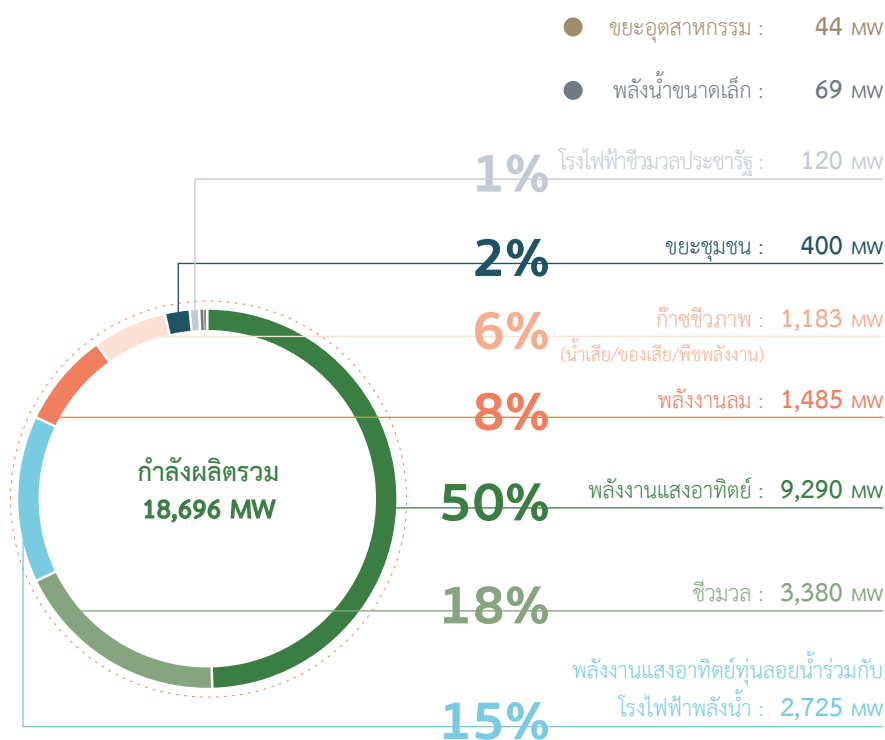 ขยะอุตสาหกรรม : 44 MW
พลังน้ำขนาดเล็ก : 69 MW
1% โรงไฟฟ้าชีวมวลประชารัฐ : 120 MW
2% ขยะชุมชน : 400 MW
6% ก๊าซชีวภาพ : 1,183 MW
(น้ำเสีย/ของเสีย/พืชพลังงาน)
8% พลังงานลม : 1,485 MW
กำลังผลิตรวม
18,696 MW
50% พลังงานแสงอาทิตย์ : 9,290 MW
18% ชีวมวล : 3,380 MW
พลังงานแสงอาทิตย์ทุ่นลอยน้ำร่วมกับ
15% โรงไฟฟ้าพลังน้ำ : 2,725 MW